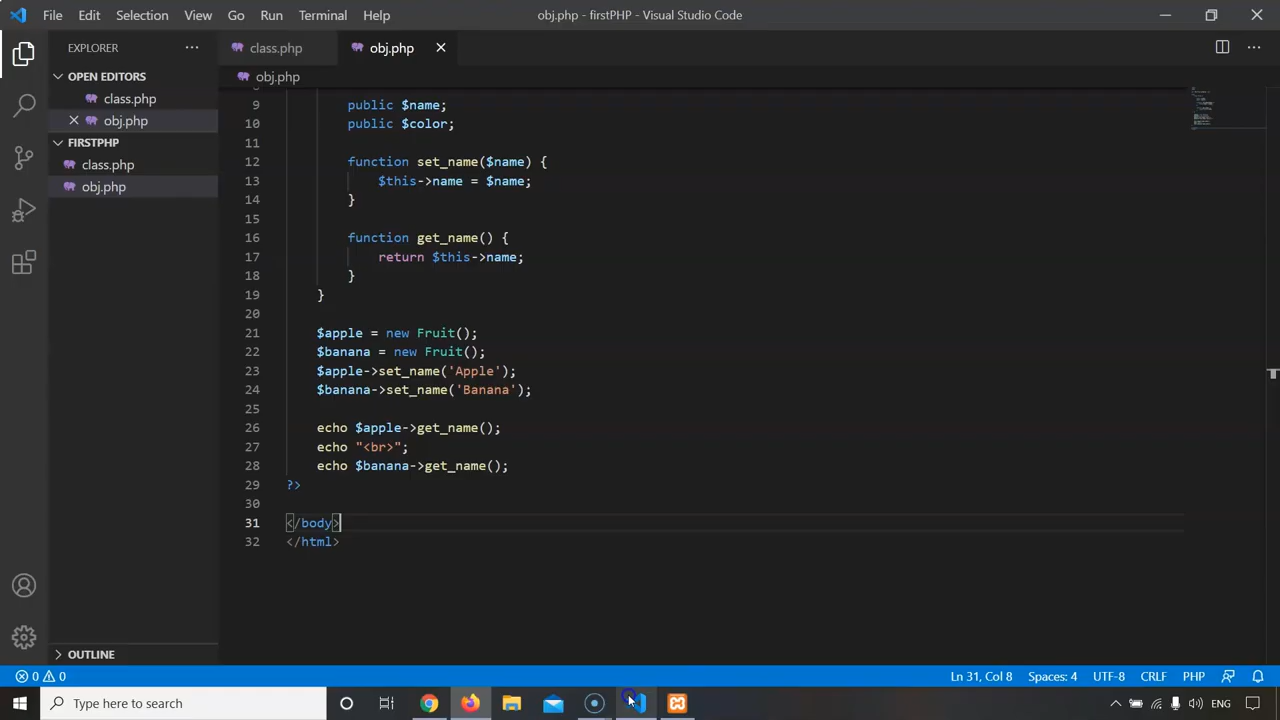 File Edit Selection View Go Run Terminal Help obj.php - firstPHP - Visual Studio Code
EXPLORER ··· class.php obj.php ···
OPEN EDITORS
class.php
obj.php
FIRSTPHP
class.php
obj.php
OUTLINE
obj.php
9 public $name;
10 public $color;
11
12 function set_name($name) {
13 $this->name = $name;
14 }
15
16 function get_name() {
17 return $this->name;
18 }
19 }
20
21 $apple = new Fruit();
22 $banana = new Fruit();
23 $apple->set_name('Apple');
24 $banana->set_name('Banana');
25
26 echo $apple->get_name();
27 echo "<br>";
28 echo $banana->get_name();
29 ?>
30
31 </body>
32 </html>
0 0 Ln 31, Col 8 Spaces: 4 UTF-8 CRLF PHP
Type here to search ENG